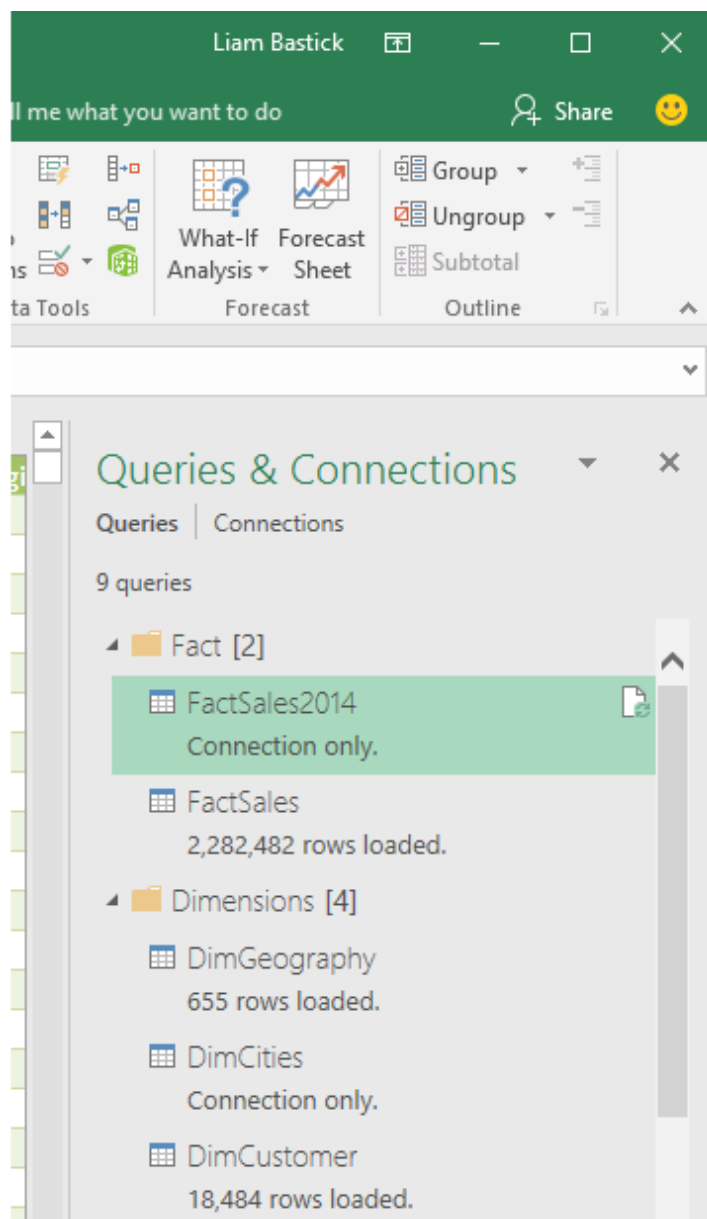 Liam Bastick
ll me what you want to do
Share
Group
What-If
Analysis
Forecast
Sheet
Ungroup
ns
Subtotal
ta Tools
Forecast
Outline
gi
Queries & Connections
Queries | Connections
9 queries
Fact [2]
FactSales2014
Connection only.
FactSales
2,282,482 rows loaded.
Dimensions [4]
DimGeography
655 rows loaded.
DimCities
Connection only.
DimCustomer
18,484 rows loaded.